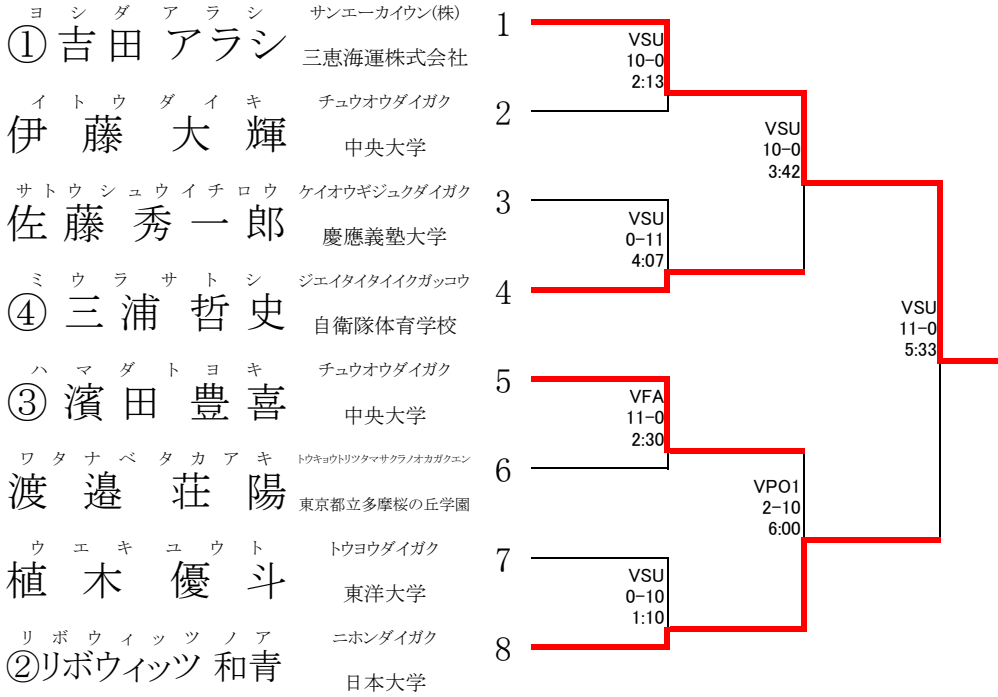 ヨシダアラシ サンエーカイウン(株) 1
①吉田 アラシ 三恵海運株式会社
VSU
10-0
2:13
イトウダイキ チュウオウダイガク 2
伊藤 大輝 中央大学
VSU
10-0
3:42
サトウシュウイチロウ ケイオウギジュクダイガク 3
佐藤 秀一郎 慶應義塾大学
VSU
0-11
4:07
ミウラサトシ ジエイタイタイイクガッコウ 4
④三浦 哲史 自衛隊体育学校
VSU
11-0
5:33
ハマダトヨキ チュウオウダイガク 5
③濵田 豊喜 中央大学
VFA
11-0
2:30
ワタナベタカアキ トウキョウトリツタマサクラノオカガクエン 6
渡邉 荘陽 東京都立多摩桜の丘学園
VPO1
2-10
6:00
ウエキユウト トウヨウダイガク 7
植木 優斗 東洋大学
VSU
0-10
1:10
リボウィッツノア ニホンダイガク 8
②リボウィッツ 和青 日本大学